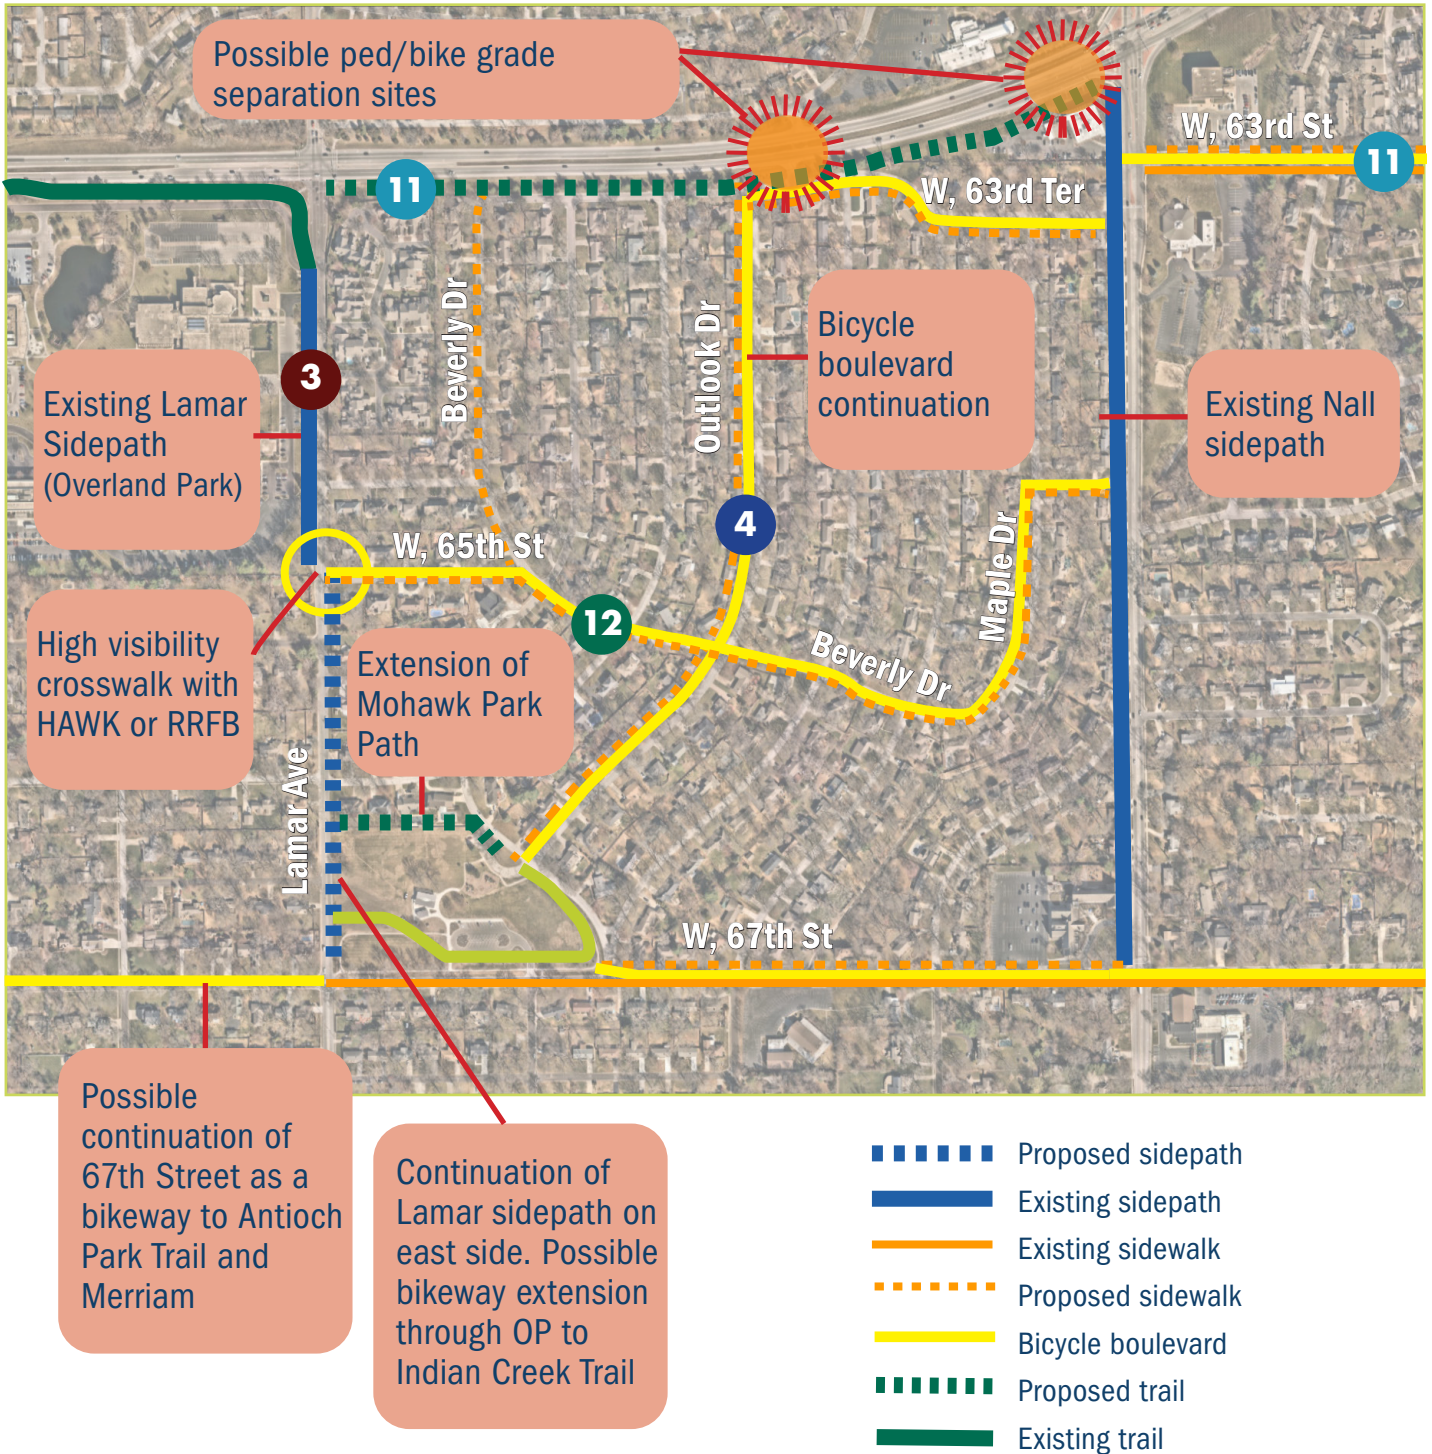 Possible ped/bike grade
separation sites
W, 63rd St
11
11
W, 63rd Ter
Beverly Dr
Outlook Dr
Bicycle
boulevard
continuation
3
Existing Lamar
Sidepath
(Overland Park)
Existing Nall
sidepath
4
W, 65th St
Maple Dr
12
High visibility
crosswalk with
HAWK or RRFB
Extension of
Mohawk Park
Path
Beverly Dr
Lamar Ave
W, 67th St
Possible
continuation of
67th Street as a
bikeway to Antioch
Park Trail and
Merriam
Continuation of
Lamar sidepath on
east side. Possible
bikeway extension
through OP to
Indian Creek Trail
Proposed sidepath
Existing sidepath
Existing sidewalk
Proposed sidewalk
Bicycle boulevard
Proposed trail
Existing trail